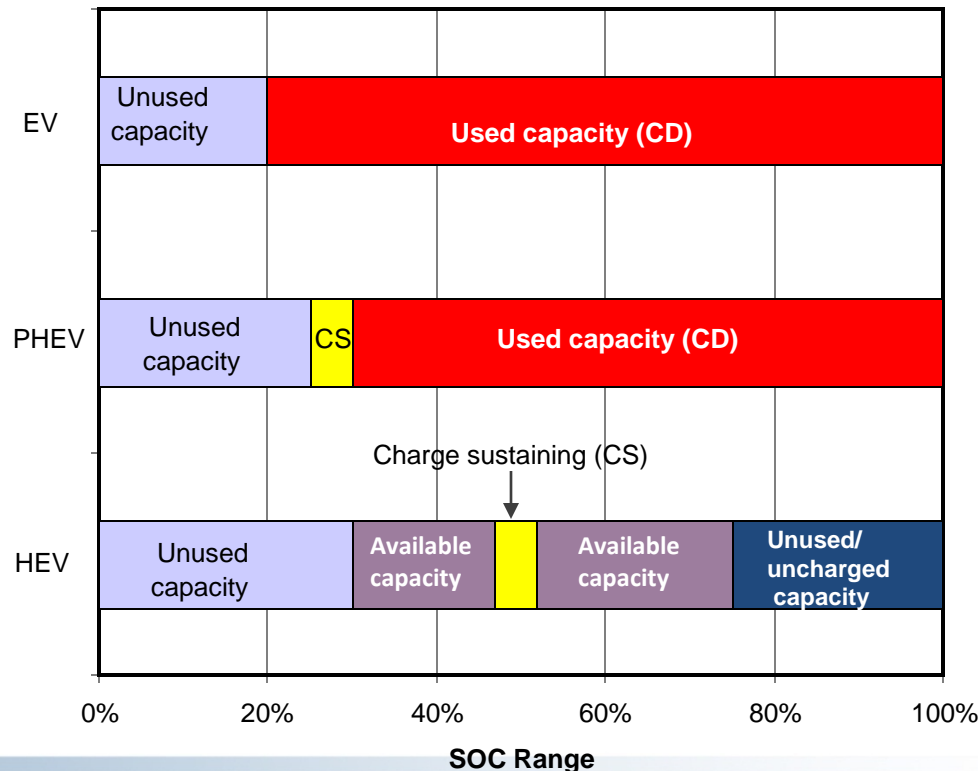 EV
Unused
capacity
Used capacity (CD)
PHEV
Unused
capacity
CS
Used capacity (CD)
Charge sustaining (CS)
HEV
Unused
capacity
Available
capacity
Available
capacity
Unused/
uncharged
capacity
0% 20% 40% 60% 80% 100%
SOC Range